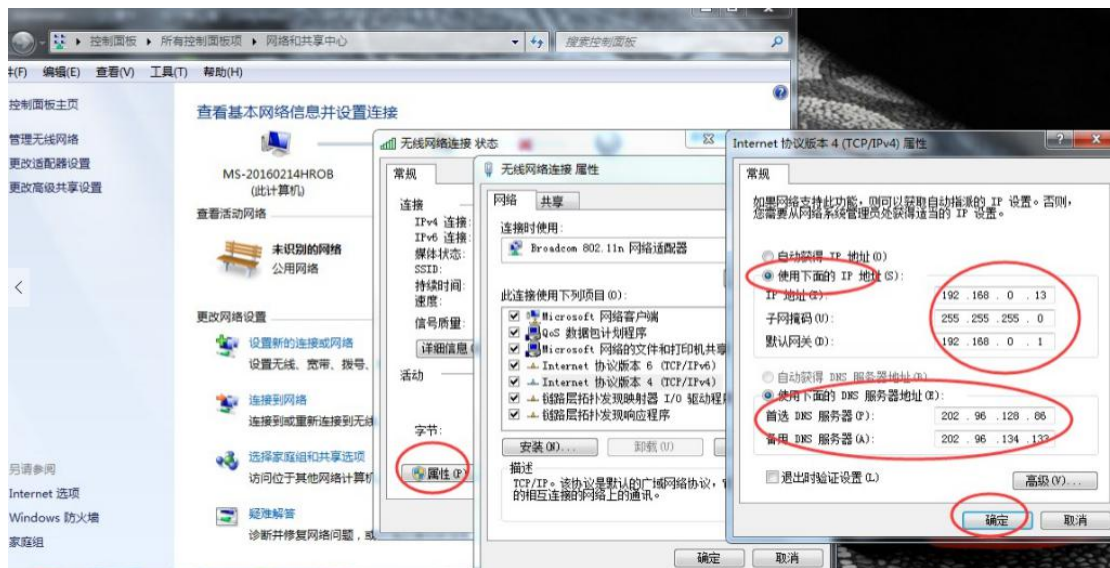 控制面板 ▸ 所有控制面板项 ▸ 网络和共享中心
搜索控制面板
(F) 编辑(E) 查看(V) 工具(T) 帮助(H)
控制面板主页
管理无线网络
更改适配器设置
更改高级共享设置
另请参阅
Internet 选项
Windows 防火墙
家庭组
查看基本网络信息并设置连接
MS-20160214HROB
(此计算机)
查看活动网络
未识别的网络
公用网络
更改网络设置
设置新的连接或网络
设置无线、宽带、拨号、
连接到网络
连接到或重新连接到无线
选择家庭组和共享选项
访问位于其他网络计算机
疑难解答
诊断并修复网络问题，或
无线网络连接 状态
常规
连接
IPv4 连接:
IPv6 连接:
媒体状态:
SSID:
持续时间:
速度:
信号质量:
详细信息
活动
字节:
属性(P)
无线网络连接 属性
网络
共享
连接时使用:
Broadcom 802.11n 网络适配器
此连接使用下列项目(O):
Microsoft 网络客户端
QoS 数据包计划程序
Microsoft 网络的文件和打印机共享
Internet 协议版本 6 (TCP/IPv6)
Internet 协议版本 4 (TCP/IPv4)
链路层拓扑发现映射器 I/O 驱动程
链路层拓扑发现响应程序
安装(N)...
卸载(U)
描述
TCP/IP。该协议是默认的广域网络协议，
的相互连接的网络上的通讯。
确定
取消
Internet 协议版本 4 (TCP/IPv4) 属性
常规
如果网络支持此功能，则可以获取自动指派的 IP 设置。否则，
您需要从网络系统管理员处获得适当的 IP 设置。
自动获得 IP 地址(O)
使用下面的 IP 地址(S):
IP 地址(I): 192 . 168 . 0 . 13
子网掩码(U): 255 . 255 . 255 . 0
默认网关(D): 192 . 168 . 0 . 1
自动获得 DNS 服务器地址(B)
使用下面的 DNS 服务器地址(E):
首选 DNS 服务器(P): 202 . 96 . 128 . 86
备用 DNS 服务器(A): 202 . 96 . 134 . 133
退出时验证设置(L)
高级(V)...
确定
取消